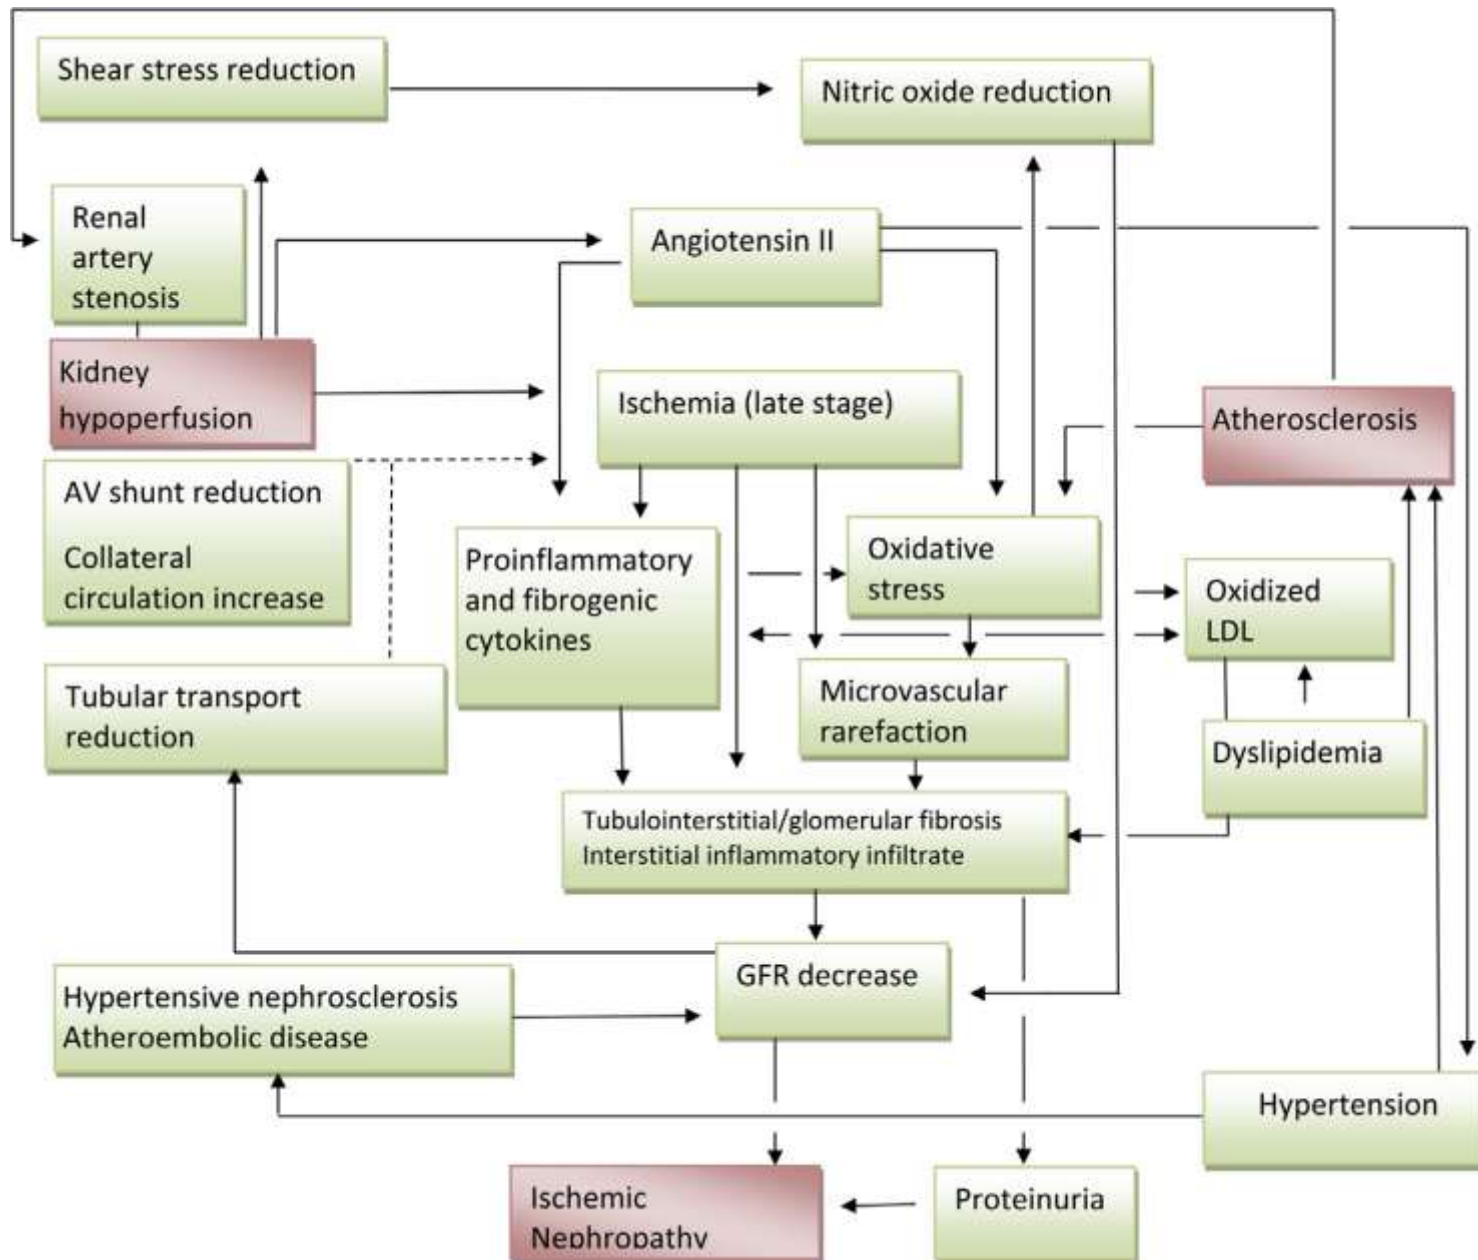 Shear stress reduction
Nitric oxide reduction
Renal
artery
stenosis
Angiotensin II
Kidney
hypoperfusion
Ischemia (late stage)
Atherosclerosis
AV shunt reduction
Collateral
circulation increase
Proinflammatory
and fibrogenic
cytokines
Oxidative
stress
Oxidized
LDL
Tubular transport
reduction
Microvascular
rarefaction
Dyslipidemia
Tubulointerstitial/glomerular fibrosis
Interstitial inflammatory infiltrate
GFR decrease
Hypertensive nephrosclerosis
Atheroembolic disease
Hypertension
Ischemic
Nephropathy
Proteinuria